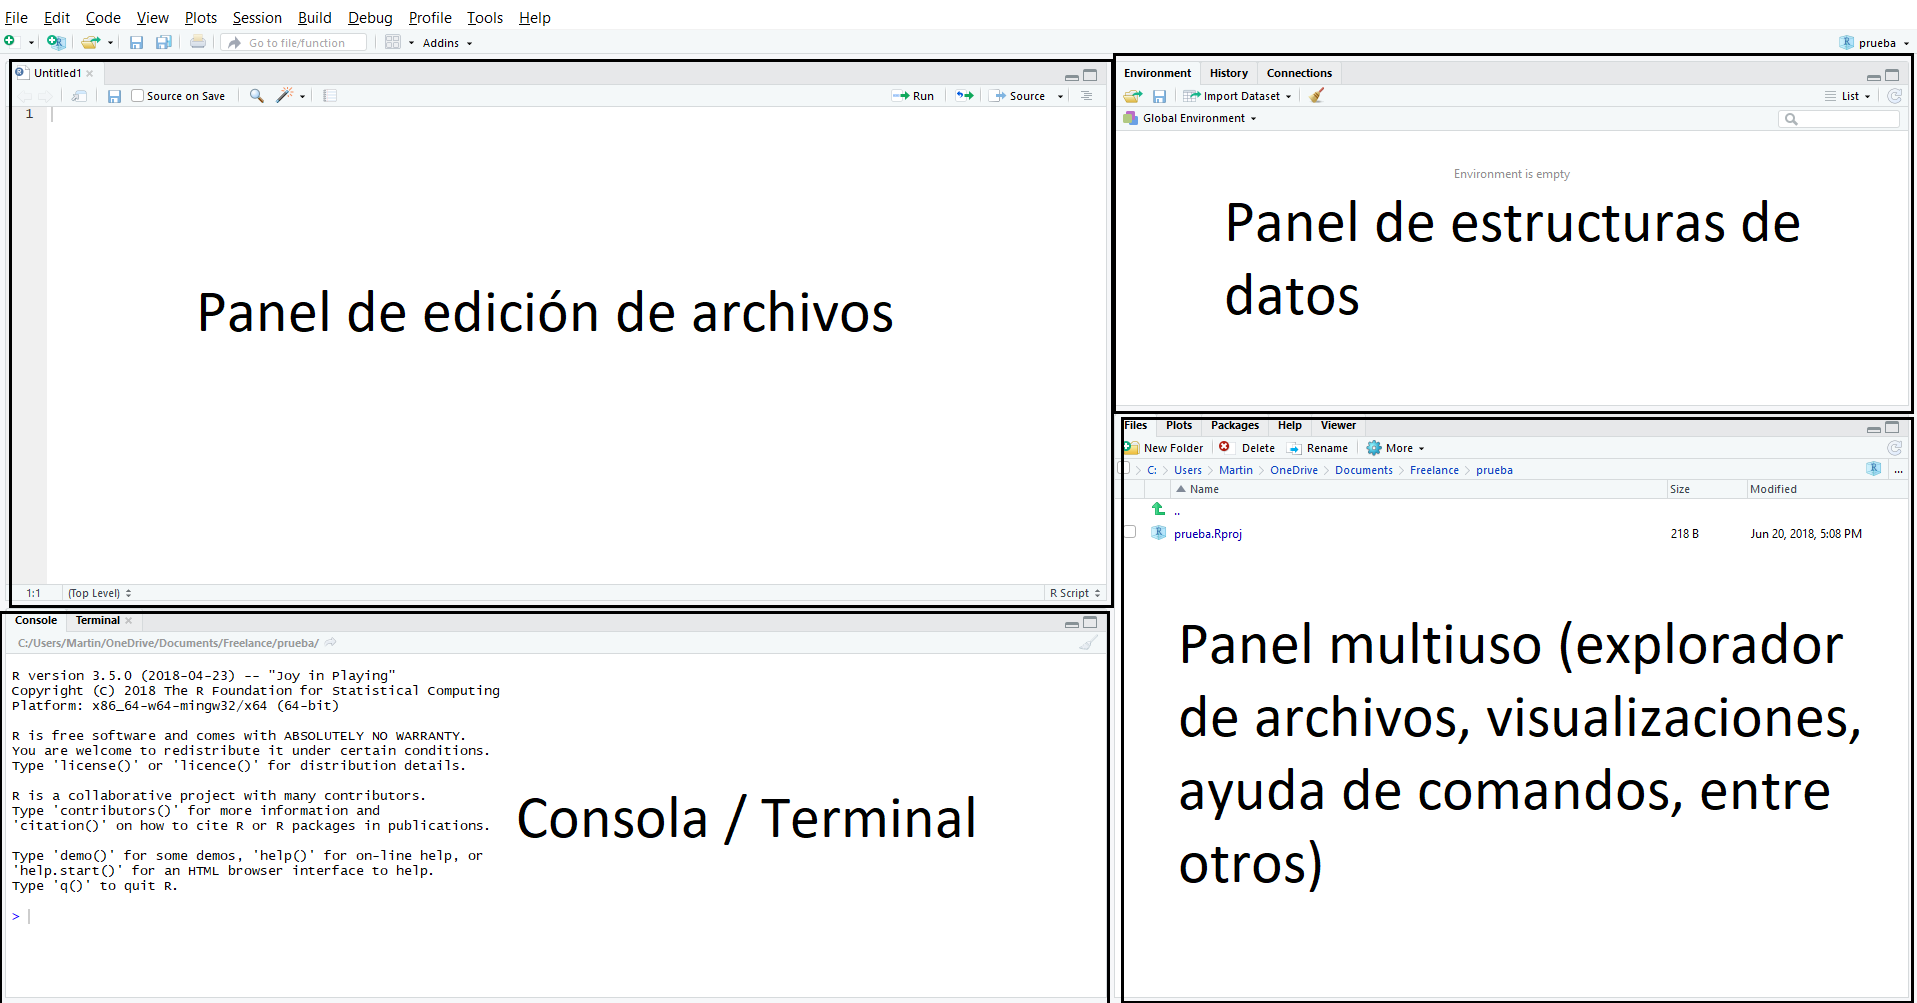 File Edit Code View Plots Session Build Debug Profile Tools Help
Go to file/function Addins prueba
Untitled1
Source on Save Run Source
1
Panel de edición de archivos
1:1 (Top Level) R Script
Console Terminal
C:/Users/Martin/OneDrive/Documents/Freelance/prueba/
R version 3.5.0 (2018-04-23) -- "Joy in Playing"
Copyright (C) 2018 The R Foundation for Statistical Computing
Platform: x86_64-w64-mingw32/x64 (64-bit)
R is free software and comes with ABSOLUTELY NO WARRANTY.
You are welcome to redistribute it under certain conditions.
Type 'license()' or 'licence()' for distribution details.
R is a collaborative project with many contributors.
Type 'contributors()' for more information and
'citation()' on how to cite R or R packages in publications.
Type 'demo()' for some demos, 'help()' for on-line help, or
'help.start()' for an HTML browser interface to help.
Type 'q()' to quit R.
>
Consola / Terminal
Environment History Connections
Import Dataset List
Global Environment
Environment is empty
Panel de estructuras de
datos
Files Plots Packages Help Viewer
New Folder Delete Rename More
C: > Users > Martin > OneDrive > Documents > Freelance > prueba ...
Name Size Modified
..
prueba.Rproj 218 B Jun 20, 2018, 5:08 PM
Panel multiuso (explorador
de archivos, visualizaciones,
ayuda de comandos, entre
otros)